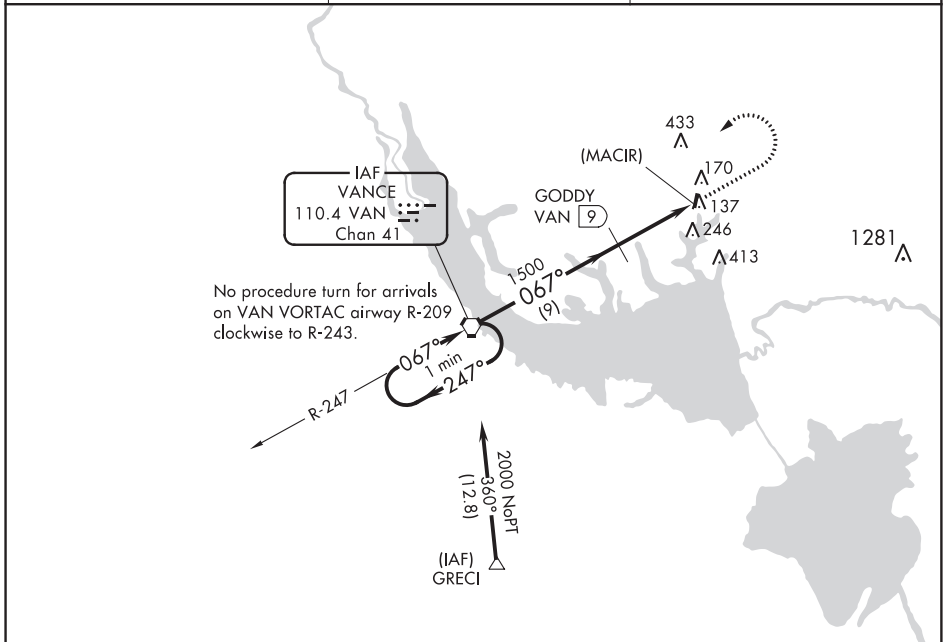 433
(MACIR)
170
IAF
VANCE
110.4 VAN
Chan 41
GODDY
VAN 9
137
246
413
1281
1500
067°
(9)
No procedure turn for arrivals
on VAN VORTAC airway R-209
clockwise to R-243.
067°
1 min
247°
R-247
2000 NoPT
360°
(12.8)
(IAF)
GRECI